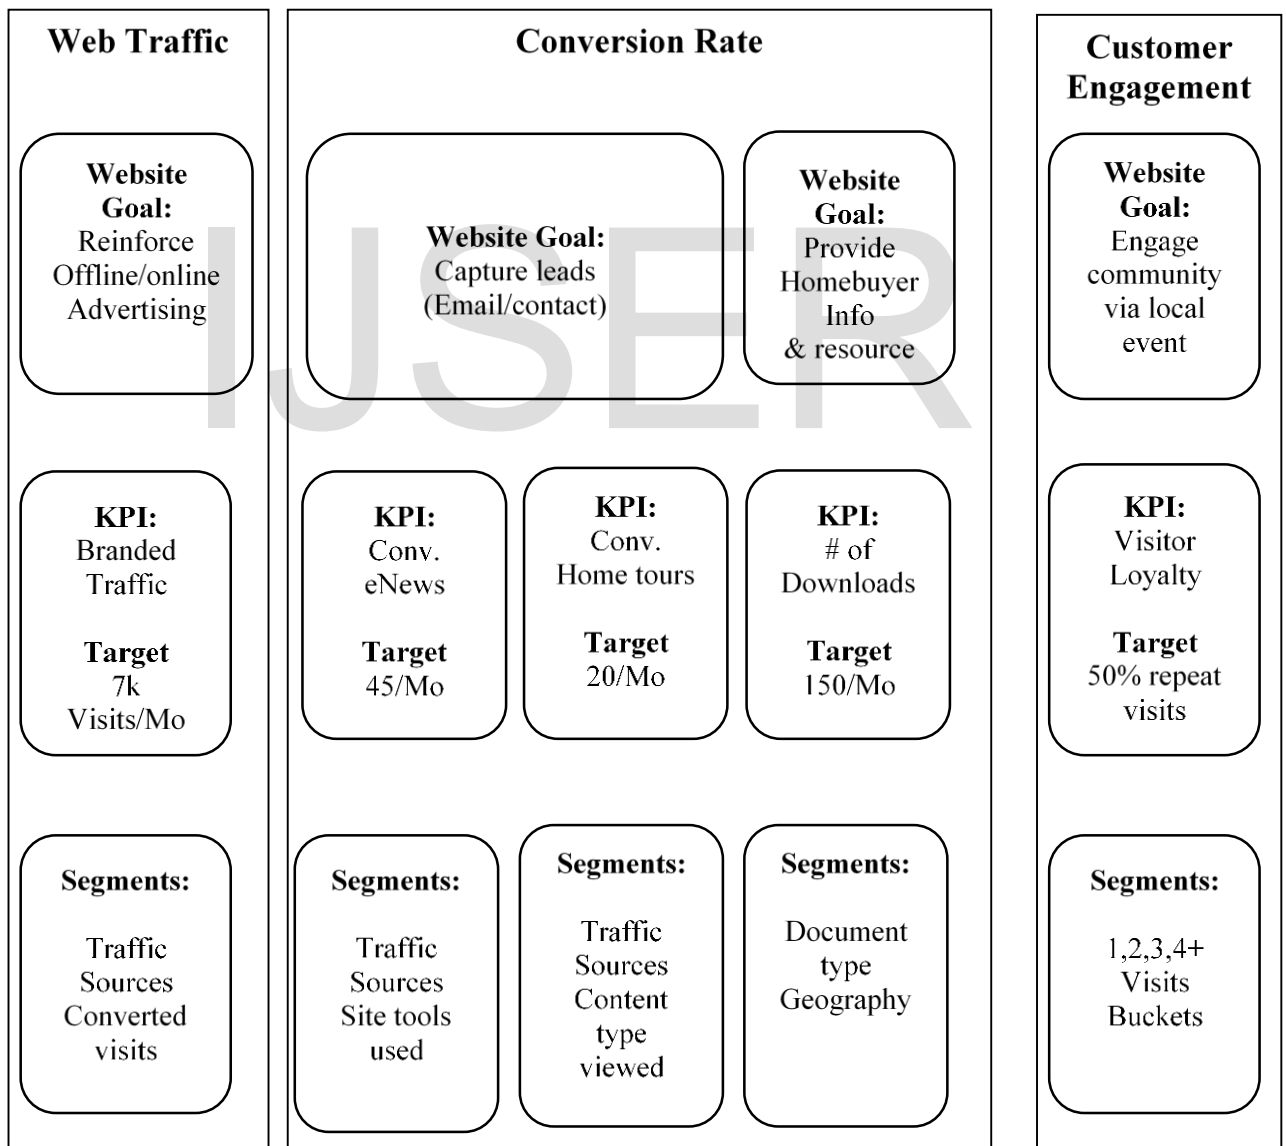 Web Traffic
Conversion Rate
Customer
Engagement
Website
Goal:
Reinforce
Offline/online
Advertising
Website Goal:
Capture leads
(Email/contact)
Website
Goal:
Provide
Homebuyer
Info
& resource
Website
Goal:
Engage
community
via local
event
IJSER
KPI:
Branded
Traffic
Target
7k
Visits/Mo
KPI:
Conv.
eNews
Target
45/Mo
KPI:
Conv.
Home tours
Target
20/Mo
KPI:
# of
Downloads
Target
150/Mo
KPI:
Visitor
Loyalty
Target
50% repeat
visits
Segments:
Traffic
Sources
Converted
visits
Segments:
Traffic
Sources
Site tools
used
Segments:
Traffic
Sources
Content
type
viewed
Segments:
Document
type
Geography
Segments:
1,2,3,4+
Visits
Buckets